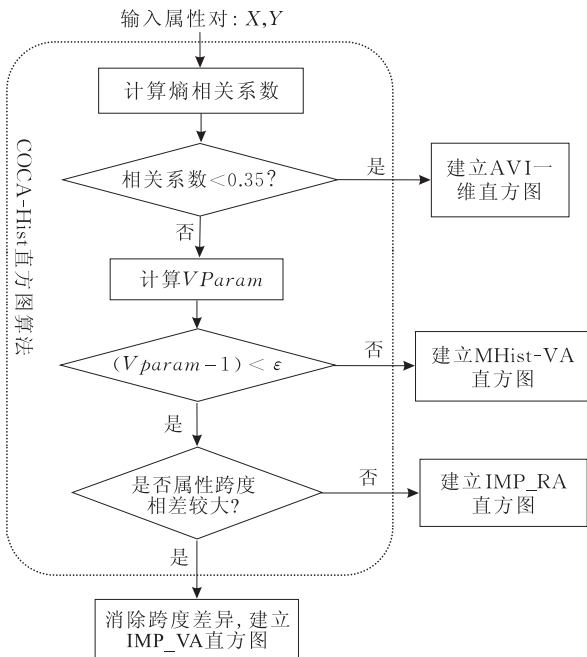 输入属性对: X,Y
计算熵相关系数
相关系数<0.35?
是
建立AVI一
维直方图
否
计算VParam
(Vparam-1)<ε
否
建立MHist-VA
直方图
是
是否属性跨度
相差较大?
否
建立IMP_RA
直方图
是
消除跨度差异,建立
IMP_VA直方图
COCA-Hist直方图算法